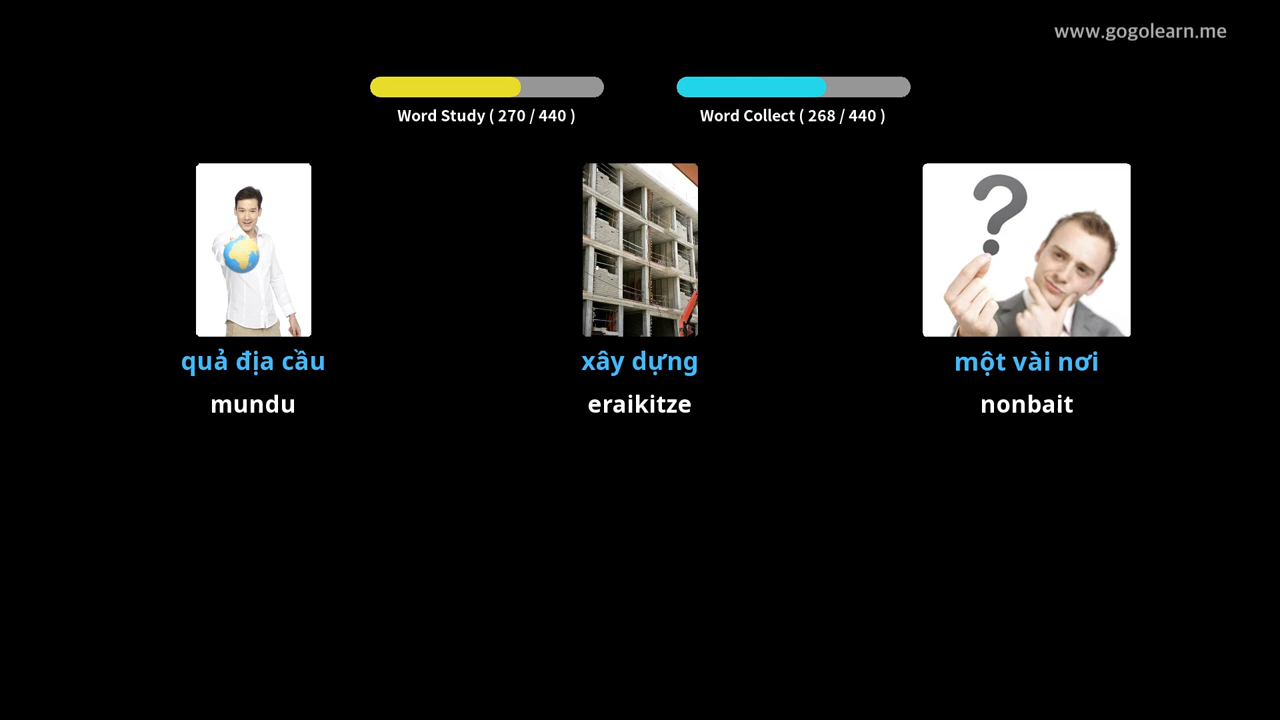 www.gogolearn.me
Word Study ( 270 / 440 )
Word Collect ( 268 / 440 )
quả địa cầu
xây dựng
một vài nơi
mundu
eraikitze
nonbait